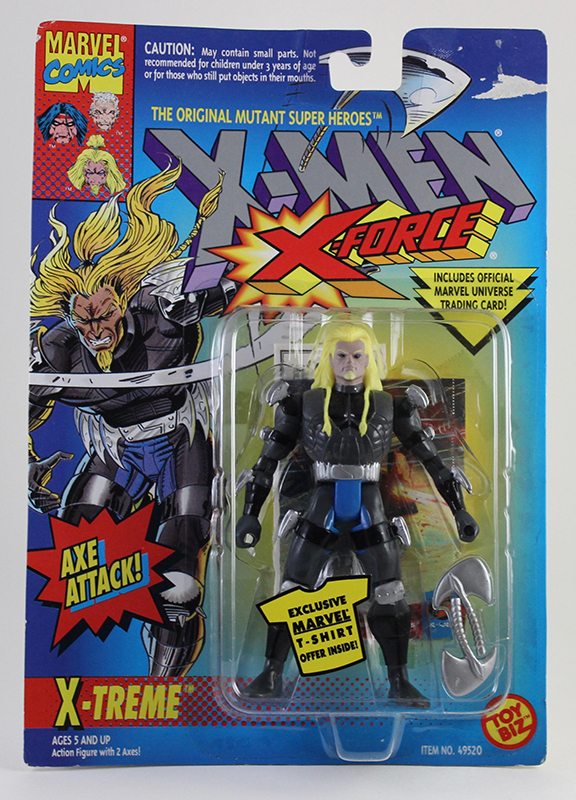 MARVEL®
COMICS
CAUTION: May contain small parts. Not
recommended for children under 3 years of age
or for those who still put objects in their mouths.
THE ORIGINAL MUTANT SUPER HEROES™
X-MEN®
X-FORCE®
INCLUDES OFFICIAL
MARVEL UNIVERSE
TRADING CARD!
AXE
ATTACK!
EXCLUSIVE
MARVEL
T-SHIRT
OFFER INSIDE!
X-TREME™
AGES 5 AND UP
Action Figure with 2 Axes!
TOY
BIZ™
ITEM NO. 49520